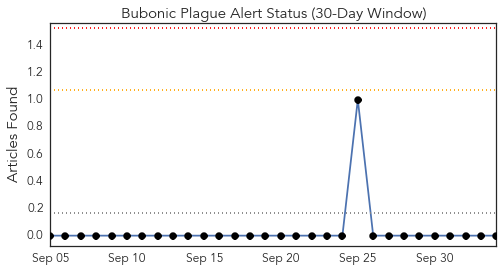 Bubonic Plague Alert Status (30-Day Window)
Articles Found
1.4
1.2
1.0
0.8
0.6
0.4
0.2
0.0
Sep 05 Sep 10 Sep 15 Sep 20 Sep 25 Sep 30